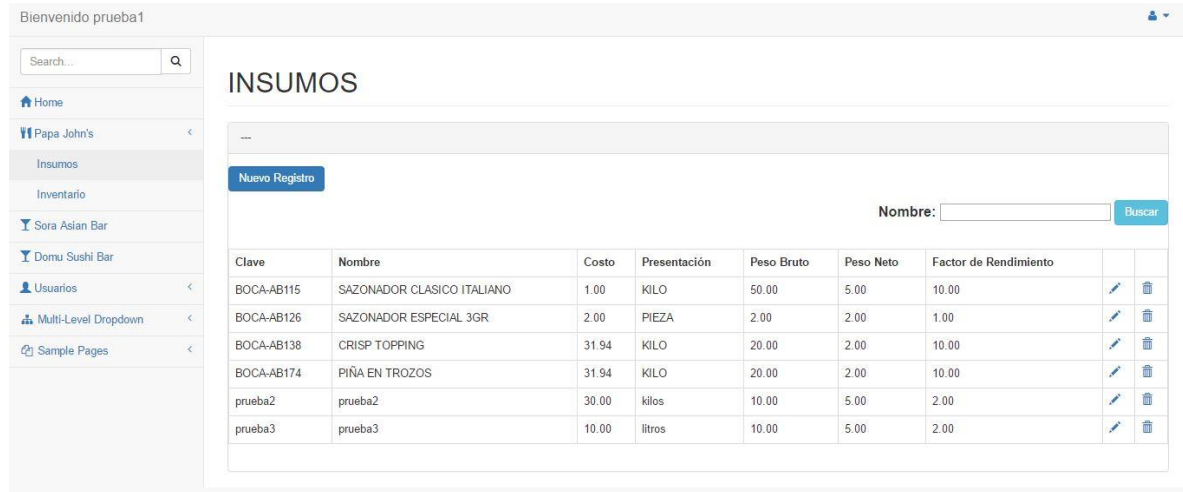 Bienvenido prueba1
Search...
Home
Papa John's
Insumos
Inventario
Sora Asian Bar
Domu Sushi Bar
Usuarios
Multi-Level Dropdown
Sample Pages
INSUMOS
---
Nuevo Registro
Nombre: Buscar
Clave Nombre Costo Presentación Peso Bruto Peso Neto Factor de Rendimiento
BOCA-AB115 SAZONADOR CLASICO ITALIANO 1.00 KILO 50.00 5.00 10.00
BOCA-AB126 SAZONADOR ESPECIAL 3GR 2.00 PIEZA 2.00 2.00 1.00
BOCA-AB138 CRISP TOPPING 31.94 KILO 20.00 2.00 10.00
BOCA-AB174 PIÑA EN TROZOS 31.94 KILO 20.00 2.00 10.00
prueba2 prueba2 30.00 kilos 10.00 5.00 2.00
prueba3 prueba3 10.00 litros 10.00 5.00 2.00